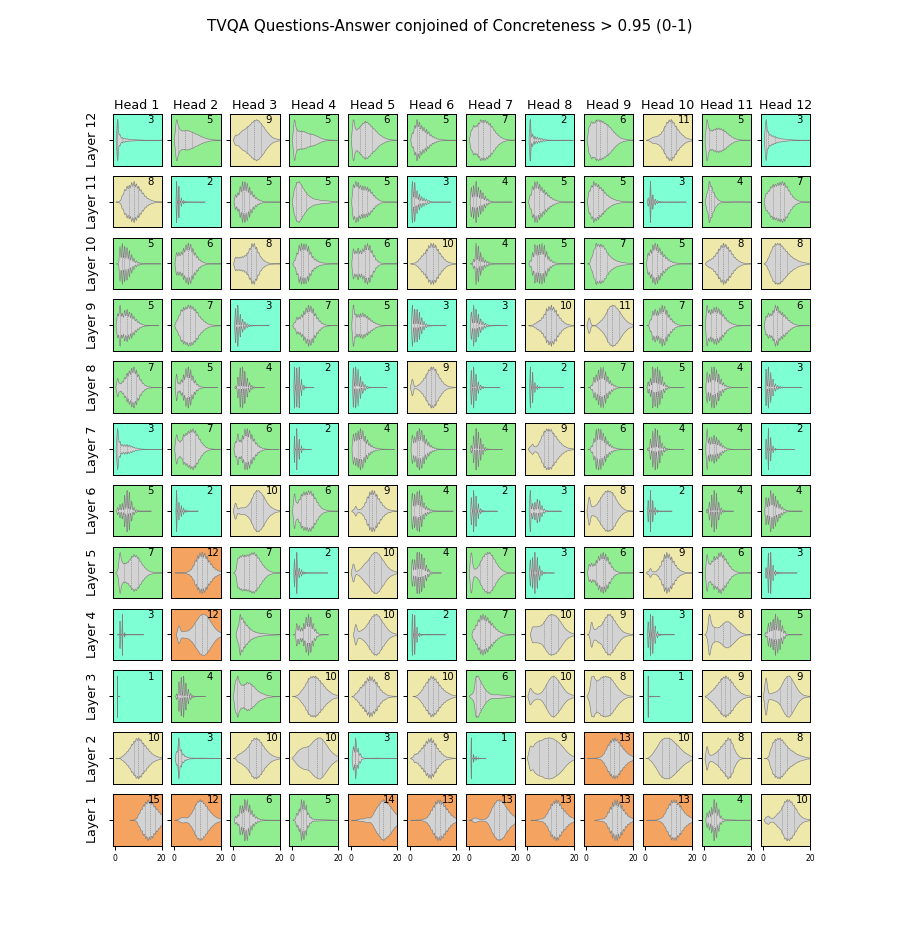 TVQA Questions-Answer conjoined of Concreteness > 0.95 (0-1)
Head 1 Head 2 Head 3 Head 4 Head 5 Head 6 Head 7 Head 8 Head 9 Head 10 Head 11 Head 12
Layer 12 3 5 9 5 6 5 7 2 6 11 5 3
Layer 11 8 2 5 5 5 3 4 5 5 3 4 7
Layer 10 5 6 8 6 6 10 4 5 7 5 8 8
Layer 9 5 7 3 7 5 3 3 10 11 7 5 6
Layer 8 7 5 4 2 3 9 2 2 7 5 4 3
Layer 7 3 7 6 2 4 5 4 9 6 4 4 2
Layer 6 5 2 10 6 9 4 2 3 8 2 4 4
Layer 5 7 12 7 2 10 4 7 3 6 9 6 3
Layer 4 3 12 6 6 10 2 7 10 9 3 8 5
Layer 3 1 4 6 10 8 10 6 10 8 1 9 9
Layer 2 10 3 10 10 3 9 1 9 13 10 8 8
Layer 1 15 12 6 5 14 13 13 13 13 13 4 10
0 20 0 20 0 20 0 20 0 20 0 20 0 20 0 20 0 20 0 20 0 20 0 20